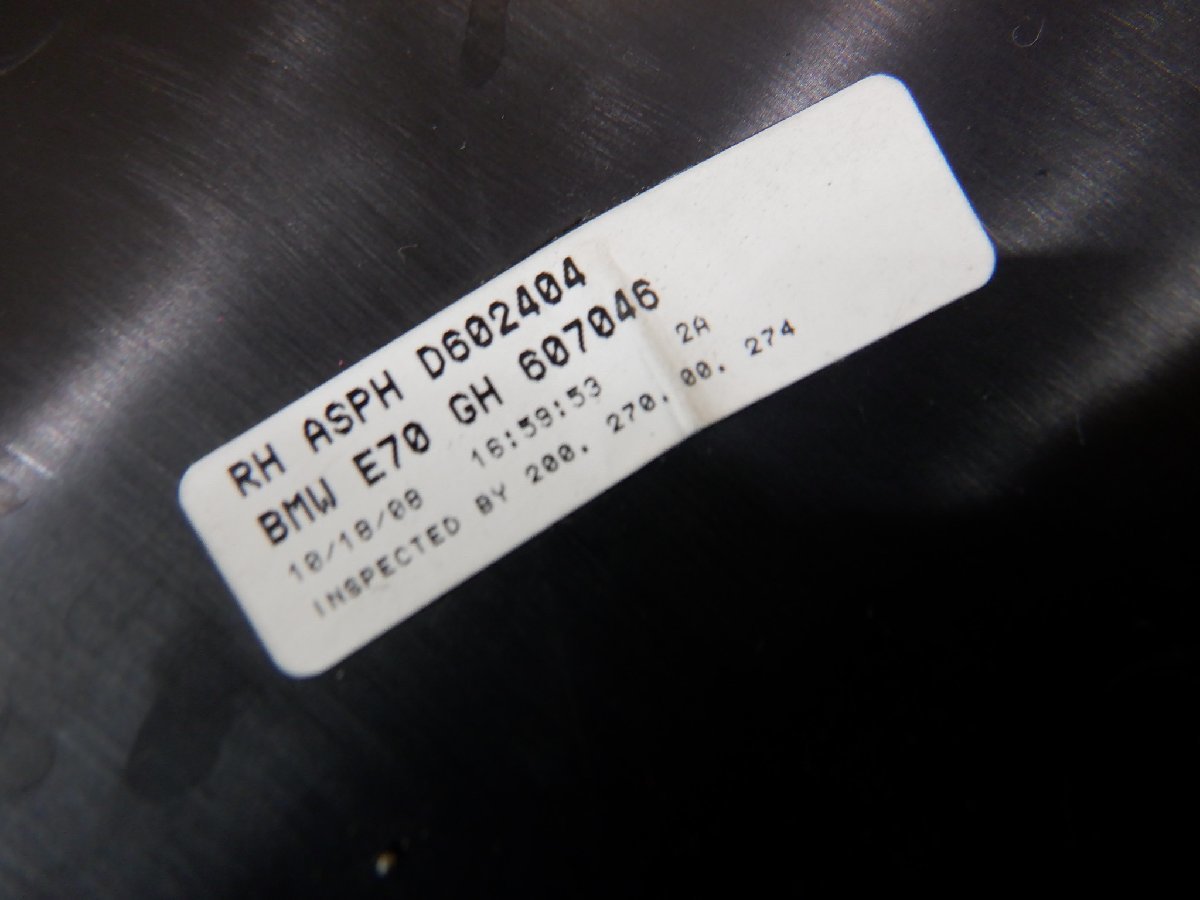 RH ASPH D602404
BMW E70 GH 607046
10/18/08 16:59:53 2A
INSPECTED BY 200. 270. 00. 274